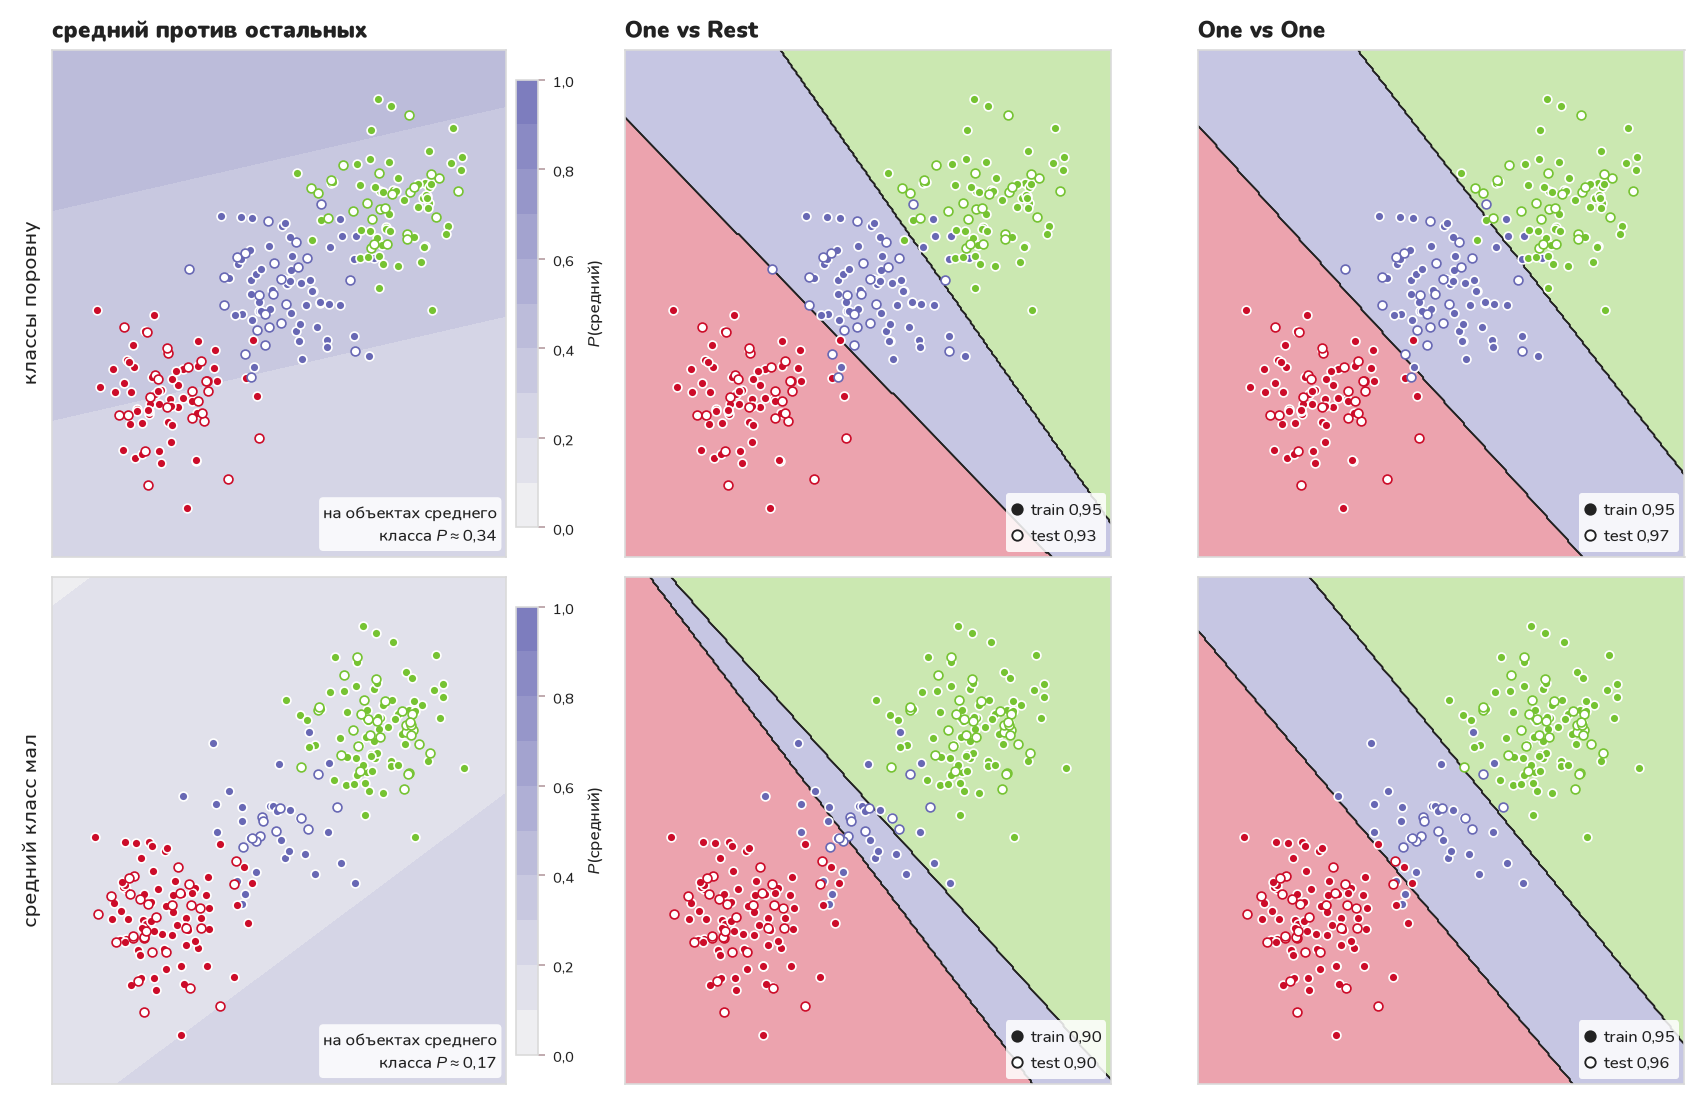 средний против остальных
One vs Rest
One vs One
классы поровну
1,0
0,8
0,6
0,4
0,2
0,0
P(средний)
на объектах среднего
класса P ≈ 0,34
train 0,95
test 0,93
train 0,95
test 0,97
средний класс мал
1,0
0,8
0,6
0,4
0,2
0,0
P(средний)
на объектах среднего
класса P ≈ 0,17
train 0,90
test 0,90
train 0,95
test 0,96